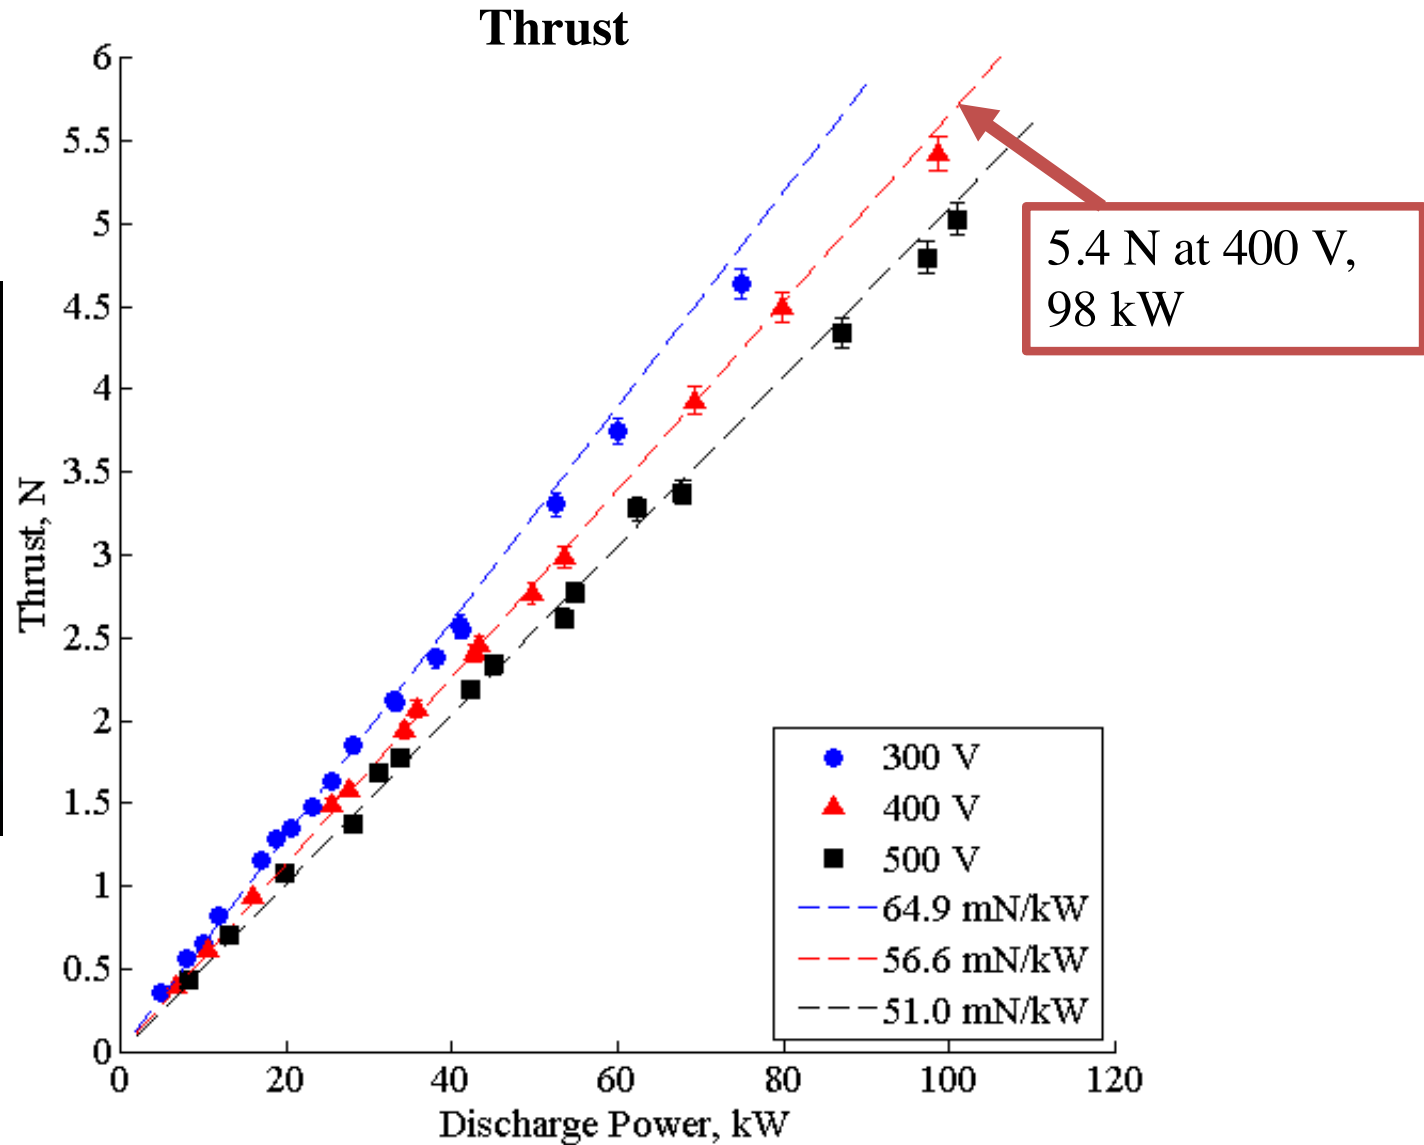 Thrust
6
5.5
5
4.5
4
3.5
3
2.5
2
1.5
1
0.5
0
Thrust, N
5.4 N at 400 V,
98 kW
300 V
400 V
500 V
64.9 mN/kW
56.6 mN/kW
51.0 mN/kW
0 20 40 60 80 100 120
Discharge Power, kW